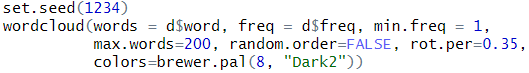 set.seed(1234)
wordcloud(words = d$word, freq = d$freq, min.freq = 1,
          max.words=200, random.order=FALSE, rot.per=0.35,
          colors=brewer.pal(8, "Dark2"))